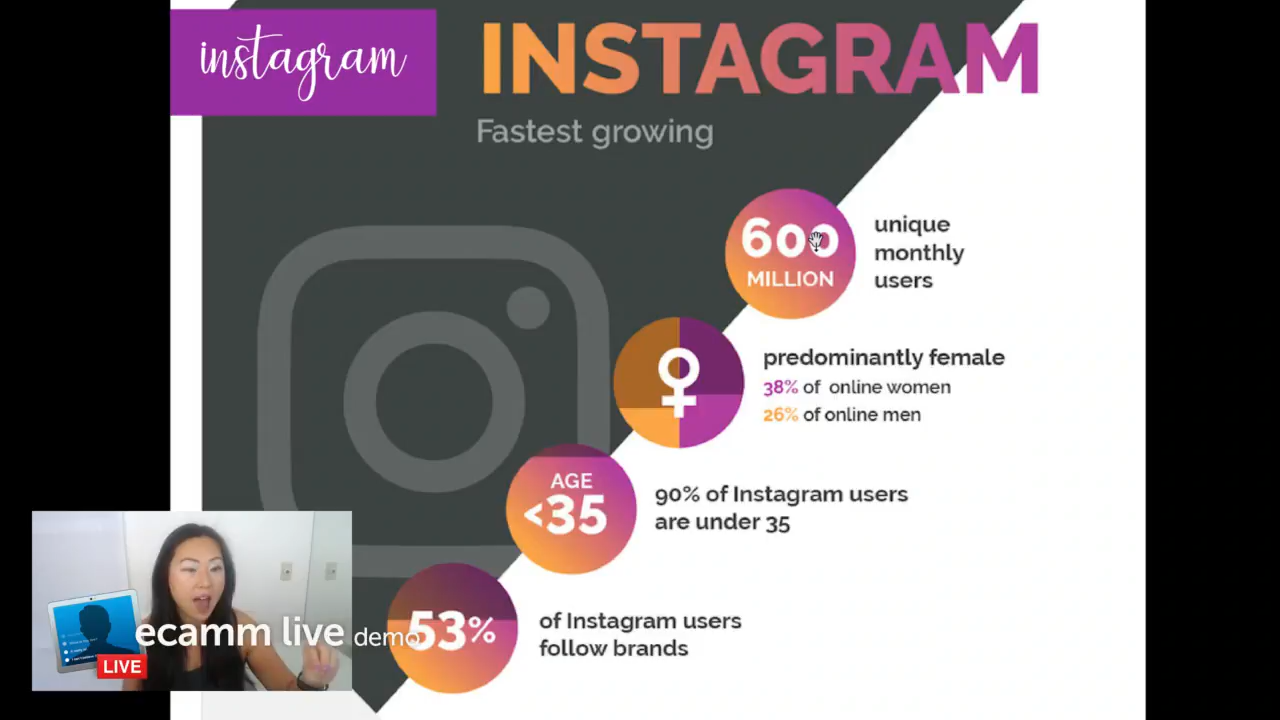 instagram
INSTAGRAM
Fastest growing
600
MILLION
unique
monthly
users
predominantly female
38% of online women
26% of online men
AGE
<35
90% of Instagram users
are under 35
53%
of Instagram users
follow brands
ecamm live demo
LIVE